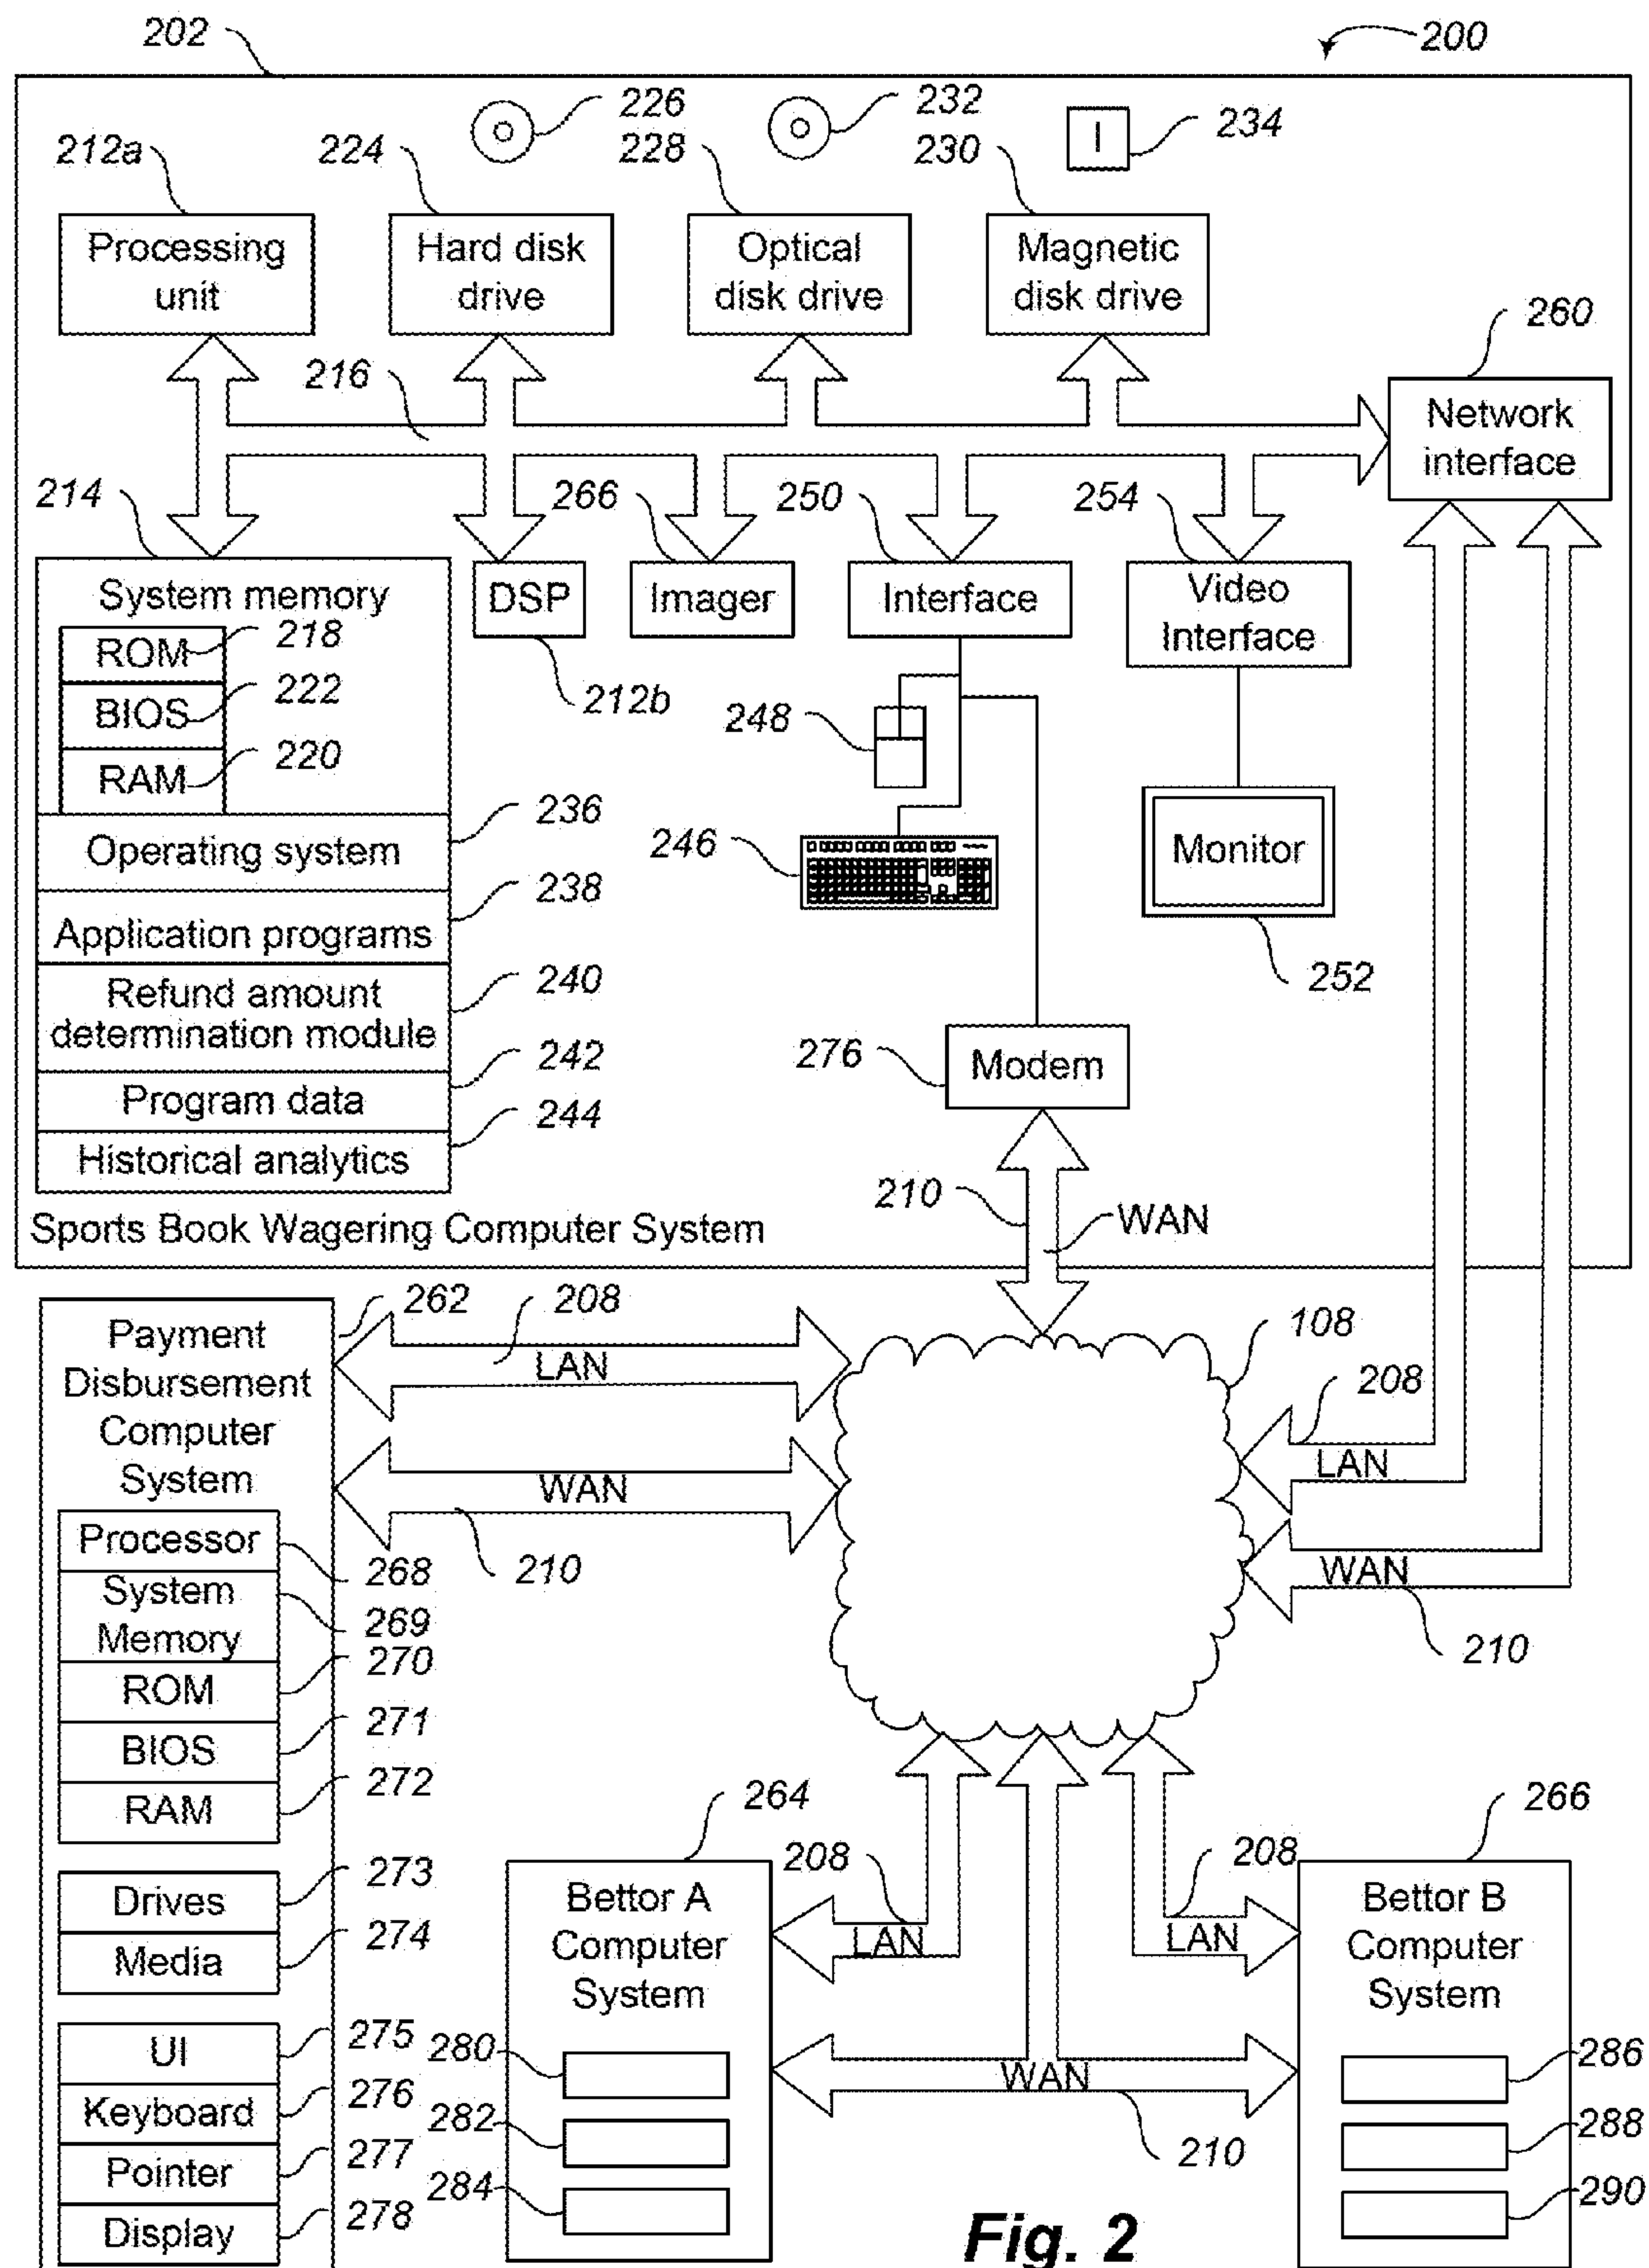 202
200
226
232
234
212a
224
228
230
Processing
unit
Hard disk
drive
Optical
disk drive
Magnetic
disk drive
260
216
Network
interface
214
266
250
254
System memory
ROM
218
BIOS
222
RAM
220
DSP
Imager
Interface
Video
Interface
212b
248
236
Operating system
246
Monitor
238
Application programs
252
240
Refund amount
determination module
242
276
Modem
Program data
244
Historical analytics
210
WAN
Sports Book Wagering Computer System
262
208
108
Payment
Disbursement
Computer
System
LAN
208
LAN
WAN
210
WAN
210
Processor
268
System
Memory
269
270
ROM
271
BIOS
272
RAM
264
266
208
208
273
Drives
274
Media
Bettor A
Computer
System
LAN
LAN
Bettor B
Computer
System
275
UI
276
Keyboard
277
Pointer
278
Display
280
282
284
WAN
210
286
288
290
Fig. 2